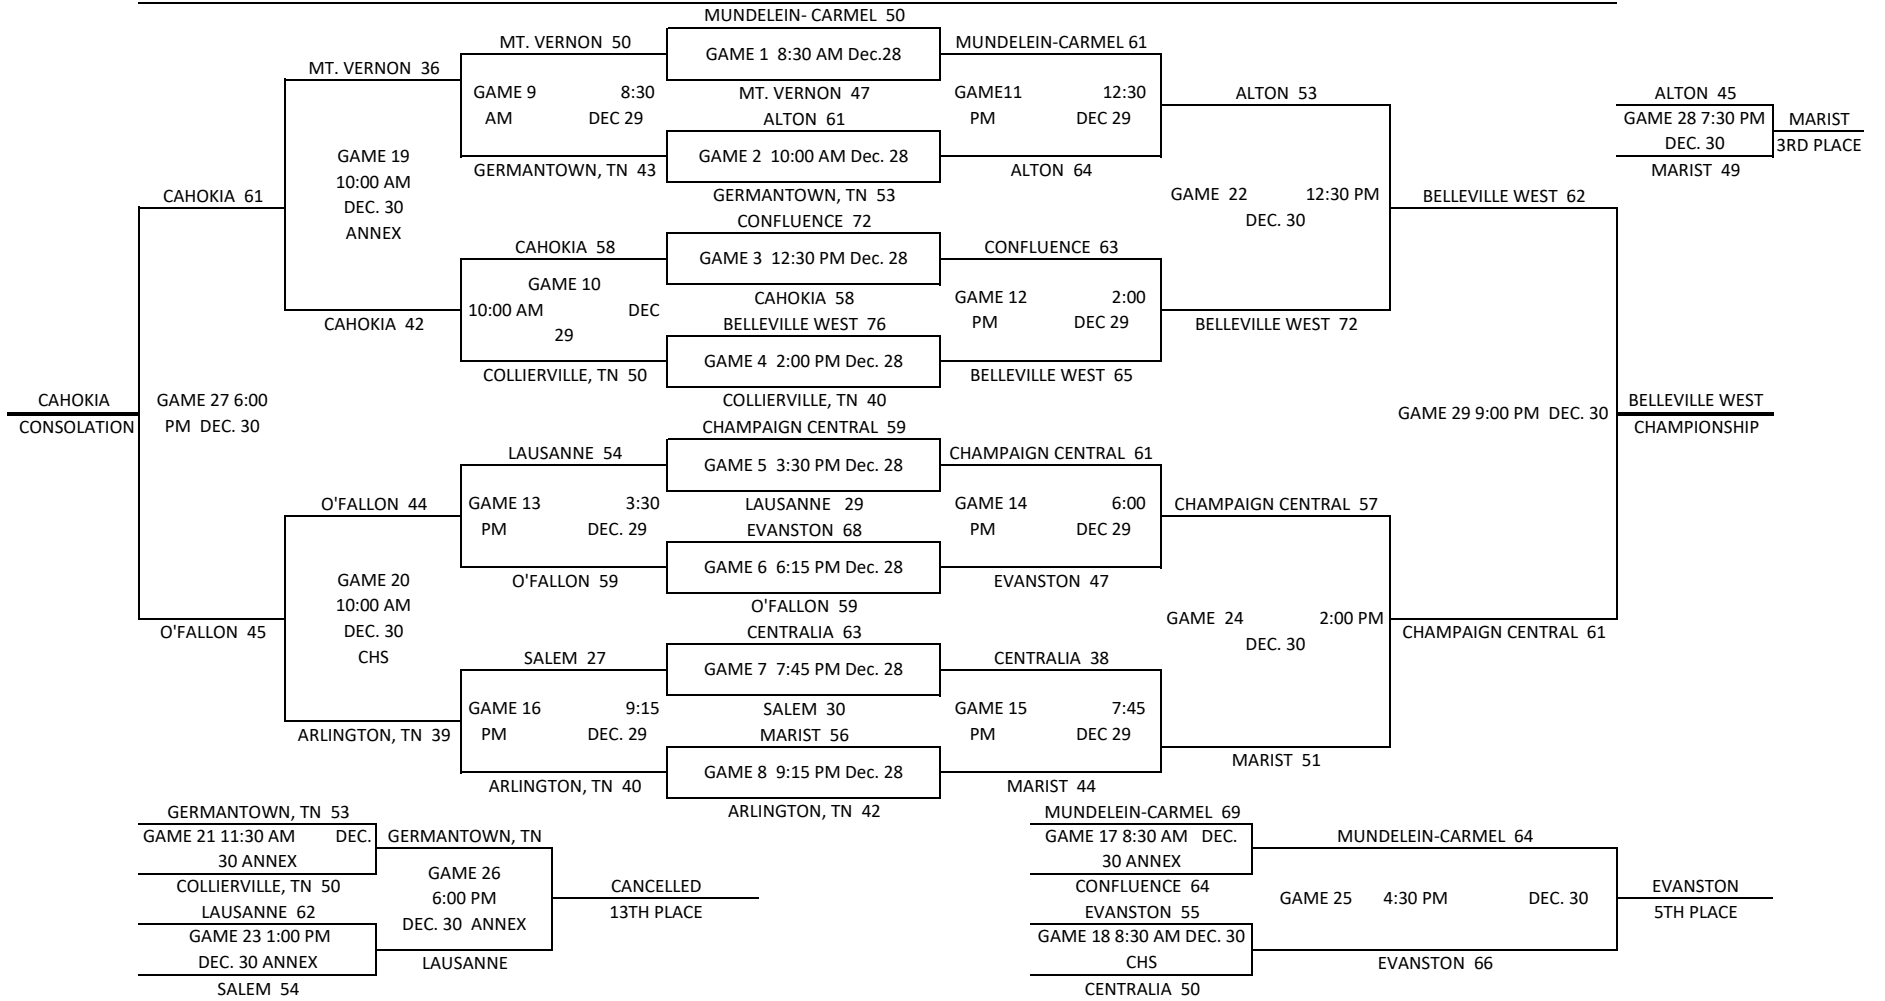 MUNDELEIN- CARMEL 50
MT. VERNON 50
GAME 1 8:30 AM Dec.28
MUNDELEIN-CARMEL 61
MT. VERNON 36
GAME 9 8:30
AM DEC 29
MT. VERNON 47
GAME11 12:30
PM DEC 29
ALTON 53
ALTON 45
GAME 28 7:30 PM
DEC. 30
MARIST
3RD PLACE
MARIST 49
ALTON 61
GAME 2 10:00 AM Dec. 28
GERMANTOWN, TN 43
ALTON 64
GERMANTOWN, TN 53
GAME 19
10:00 AM
DEC. 30
ANNEX
CAHOKIA 61
GAME 22 12:30 PM
DEC. 30
BELLEVILLE WEST 62
CONFLUENCE 72
CAHOKIA 58
GAME 3 12:30 PM Dec. 28
CONFLUENCE 63
GAME 10
10:00 AM DEC
29
CAHOKIA 58
GAME 12 2:00
PM DEC 29
CAHOKIA 42
BELLEVILLE WEST 76
BELLEVILLE WEST 72
GAME 4 2:00 PM Dec. 28
COLLIERVILLE, TN 50
BELLEVILLE WEST 65
COLLIERVILLE, TN 40
CAHOKIA
CONSOLATION
GAME 27 6:00
PM DEC. 30
GAME 29 9:00 PM DEC. 30
BELLEVILLE WEST
CHAMPIONSHIP
CHAMPAIGN CENTRAL 59
LAUSANNE 54
GAME 5 3:30 PM Dec. 28
CHAMPAIGN CENTRAL 61
O'FALLON 44
GAME 13 3:30
PM DEC. 29
LAUSANNE 29
GAME 14 6:00
PM DEC 29
CHAMPAIGN CENTRAL 57
EVANSTON 68
GAME 6 6:15 PM Dec. 28
O'FALLON 59
EVANSTON 47
O'FALLON 59
GAME 20
10:00 AM
DEC. 30
CHS
O'FALLON 45
GAME 24 2:00 PM
DEC. 30
CHAMPAIGN CENTRAL 61
CENTRALIA 63
SALEM 27
GAME 7 7:45 PM Dec. 28
CENTRALIA 38
GAME 16 9:15
PM DEC. 29
SALEM 30
GAME 15 7:45
PM DEC 29
ARLINGTON, TN 39
MARIST 56
MARIST 51
GAME 8 9:15 PM Dec. 28
ARLINGTON, TN 40
MARIST 44
ARLINGTON, TN 42
GERMANTOWN, TN 53
GAME 21 11:30 AM DEC.
30 ANNEX
COLLIERVILLE, TN 50
GERMANTOWN, TN
GAME 26
6:00 PM
DEC. 30 ANNEX
CANCELLED
13TH PLACE
LAUSANNE 62
GAME 23 1:00 PM
DEC. 30 ANNEX
LAUSANNE
SALEM 54
MUNDELEIN-CARMEL 69
GAME 17 8:30 AM DEC.
30 ANNEX
CONFLUENCE 64
MUNDELEIN-CARMEL 64
GAME 25 4:30 PM DEC. 30
EVANSTON
5TH PLACE
EVANSTON 55
GAME 18 8:30 AM DEC. 30
CHS
EVANSTON 66
CENTRALIA 50